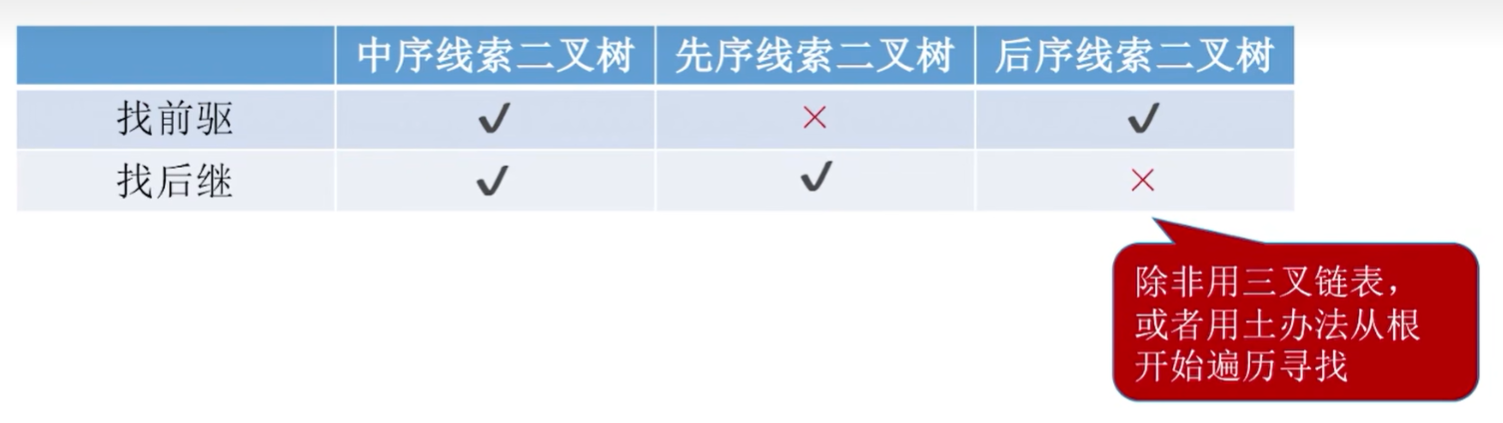 中序线索二叉树 先序线索二叉树 后序线索二叉树
找前驱 ✔ × ✔
找后继 ✔ ✔ ×
除非用三叉链表，
或者用土办法从根
开始遍历寻找